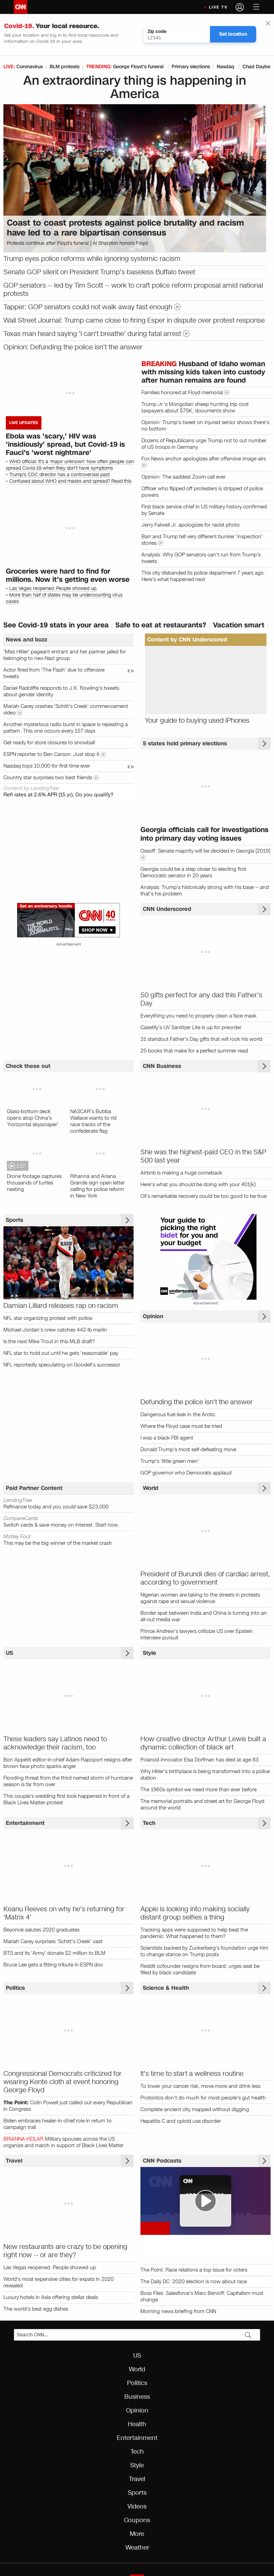 CNN
LIVE TV
Covid-19. Your local resource.
Set your location and log in to find local resources and information on Covid-19 in your area.
Zip code
12345
Set location
LIVE: Coronavirus
BLM protests
TRENDING: George Floyd's funeral
Primary elections
Nasdaq
Chad Daybe
An extraordinary thing is happening in America
Coast to coast protests against police brutality and racism have led to a rare bipartisan consensus
Protests continue after Floyd's funeral | Al Sharpton honors Floyd
Trump eyes police reforms while ignoring systemic racism
Senate GOP silent on President Trump's baseless Buffalo tweet
GOP senators -- led by Tim Scott -- work to craft police reform proposal amid national protests
Tapper: GOP senators could not walk away fast enough
Wall Street Journal: Trump came close to firing Esper in dispute over protest response
Texas man heard saying 'I can't breathe' during fatal arrest
Opinion: Defunding the police isn't the answer
LIVE UPDATES
Ebola was 'scary,' HIV was 'insidiously' spread, but Covid-19 is Fauci's 'worst nightmare'
• WHO official: It's a 'major unknown' how often people can spread Covid-19 when they don't have symptoms
• Trump's CDC director has a controversial past
• Confused about WHO and masks and spread? Read this
Groceries were hard to find for millions. Now it's getting even worse
• Las Vegas reopened: People showed up
• More than half of states may be undercounting virus cases
BREAKING Husband of Idaho woman with missing kids taken into custody after human remains are found
Families honored at Floyd memorial
Trump Jr.'s Mongolian sheep hunting trip cost taxpayers about $75K, documents show
Opinion: Trump's tweet on injured senior shows there's no bottom
Dozens of Republicans urge Trump not to cut number of US troops in Germany
Fox News anchor apologizes after offensive image airs
Opinion: The saddest Zoom call ever
Officer who flipped off protesters is stripped of police powers
First black service chief in US military history confirmed by Senate
Jerry Falwell Jr. apologizes for racist photo
Barr and Trump tell very different bunker 'inspection' stories
Analysis: Why GOP senators can't run from Trump's tweets
This city disbanded its police department 7 years ago. Here's what happened next
See Covid-19 stats in your area
Safe to eat at restaurants?
Vaccination smart
News and buzz
'Miss Hitler' pageant entrant and her partner jailed for belonging to neo-Nazi group
Actor fired from 'The Flash' due to offensive tweets
2 h
Daniel Radcliffe responds to J.K. Rowling's tweets about gender identity
Mariah Carey crashes 'Schitt's Creek' commencement video
Another mysterious radio burst in space is repeating a pattern. This one occurs every 157 days
Get ready for store closures to snowball
ESPN reporter to Ben Carson: Just stop it
Nasdaq tops 10,000 for first time ever
2 h
Country star surprises two best friends
Content by LendingTree
Refi rates at 2.6% APR (15 yr). Do you qualify?
Content by CNN Underscored
Your guide to buying used iPhones
5 states hold primary elections
Georgia officials call for investigations into primary day voting issues
Ossoff: Senate majority will be decided in Georgia (2019)
Georgia could be a step closer to electing first Democratic senator in 20 years
Analysis: Trump's historically strong with his base -- and that's his problem
Get an anniversary hoodie
CNN 40 YEARS
SHOP NOW
Advertisement
CNN Underscored
50 gifts perfect for any dad this Father's Day
Everything you need to properly clean a face mask
Casetify's UV Sanitizer Lite is up for preorder
31 standout Father's Day gifts that will rock his world
25 books that make for a perfect summer read
Check these out
Glass-bottom deck opens atop China's 'horizontal skyscraper'
NASCAR's Bubba Wallace wants to rid race tracks of the confederate flag
1:27
Drone footage captures thousands of turtles nesting
Rihanna and Ariana Grande sign open letter calling for police reform in New York
CNN Business
She was the highest-paid CEO in the S&P 500 last year
Airbnb is making a huge comeback
Here's what you should be doing with your 401(k)
Oil's remarkable recovery could be too good to be true
Sports
Damian Lillard releases rap on racism
NFL star organizing protest with police
Michael Jordan's crew catches 442-lb marlin
Is the next Mike Trout in this MLB draft?
NFL star to hold out until he gets 'reasonable' pay
NFL reportedly speculating on Goodell's successor
Your guide to picking the right bidet for you and your budget
CNN underscored
Advertisement
Opinion
Defunding the police isn't the answer
Dangerous fuel leak in the Arctic
Where the Floyd case must be tried
I was a black FBI agent
Donald Trump's most self-defeating move
Trump's 'little green men'
GOP governor who Democrats applaud
Paid Partner Content
LendingTree
Refinance today and you could save $23,000
CompareCards
Switch cards & save money on interest. Start now.
Motley Fool
This may be the big winner of the market crash
World
President of Burundi dies of cardiac arrest, according to government
Nigerian women are taking to the streets in protests against rape and sexual violence
Border spat between India and China is turning into an all-out media war
Prince Andrew's lawyers criticize US over Epstein interview pursuit
US
These leaders say Latinos need to acknowledge their racism, too
Bon Appétit editor-in-chief Adam Rapoport resigns after brown face photo sparks anger
Flooding threat from the third named storm of hurricane season is far from over
This couple's wedding first look happened in front of a Black Lives Matter protest
Style
How creative director Arthur Lewis built a dynamic collection of black art
Polaroid innovator Elsa Dorfman has died at age 83
Why Hitler's birthplace is being transformed into a police station
The 1960s symbol we need more than ever before
The memorial portraits and street art for George Floyd around the world
Entertainment
Keanu Reeves on why he's returning for 'Matrix 4'
Beyoncé salutes 2020 graduates
Mariah Carey surprises 'Schitt's Creek' cast
BTS and its 'Army' donate $2 million to BLM
Bruce Lee gets a fitting tribute in ESPN doc
Tech
Apple is looking into making socially distant group selfies a thing
Tracking apps were supposed to help beat the pandemic. What happened to them?
Scientists backed by Zuckerberg's foundation urge him to change stance on Trump posts
Reddit cofounder resigns from board, urges seat be filled by black candidate
Politics
Congressional Democrats criticized for wearing Kente cloth at event honoring George Floyd
The Point: Colin Powell just called out every Republican in Congress
Biden embraces healer-in-chief role in return to campaign trail
BRIANNA KEILAR Military spouses across the US organize and march in support of Black Lives Matter
Science & Health
It's time to start a wellness routine
To lower your cancer risk, move more and drink less
Probiotics don't do much for most people's gut health
Complete ancient city mapped without digging
Hepatitis C and opioid use disorder
Travel
New restaurants are crazy to be opening right now -- or are they?
Las Vegas reopened. People showed up.
World's most expensive cities for expats in 2020 revealed
Luxury hotels in Asia offering stellar deals
The world's best egg dishes
CNN Podcasts
The Point: Race relations a top issue for voters
The Daily DC: 2020 election is now about race
Boss Files: Salesforce's Marc Benioff: Capitalism must change
Morning news briefing from CNN
Search CNN...
US
World
Politics
Business
Opinion
Health
Entertainment
Tech
Style
Travel
Sports
Videos
Coupons
More
Weather